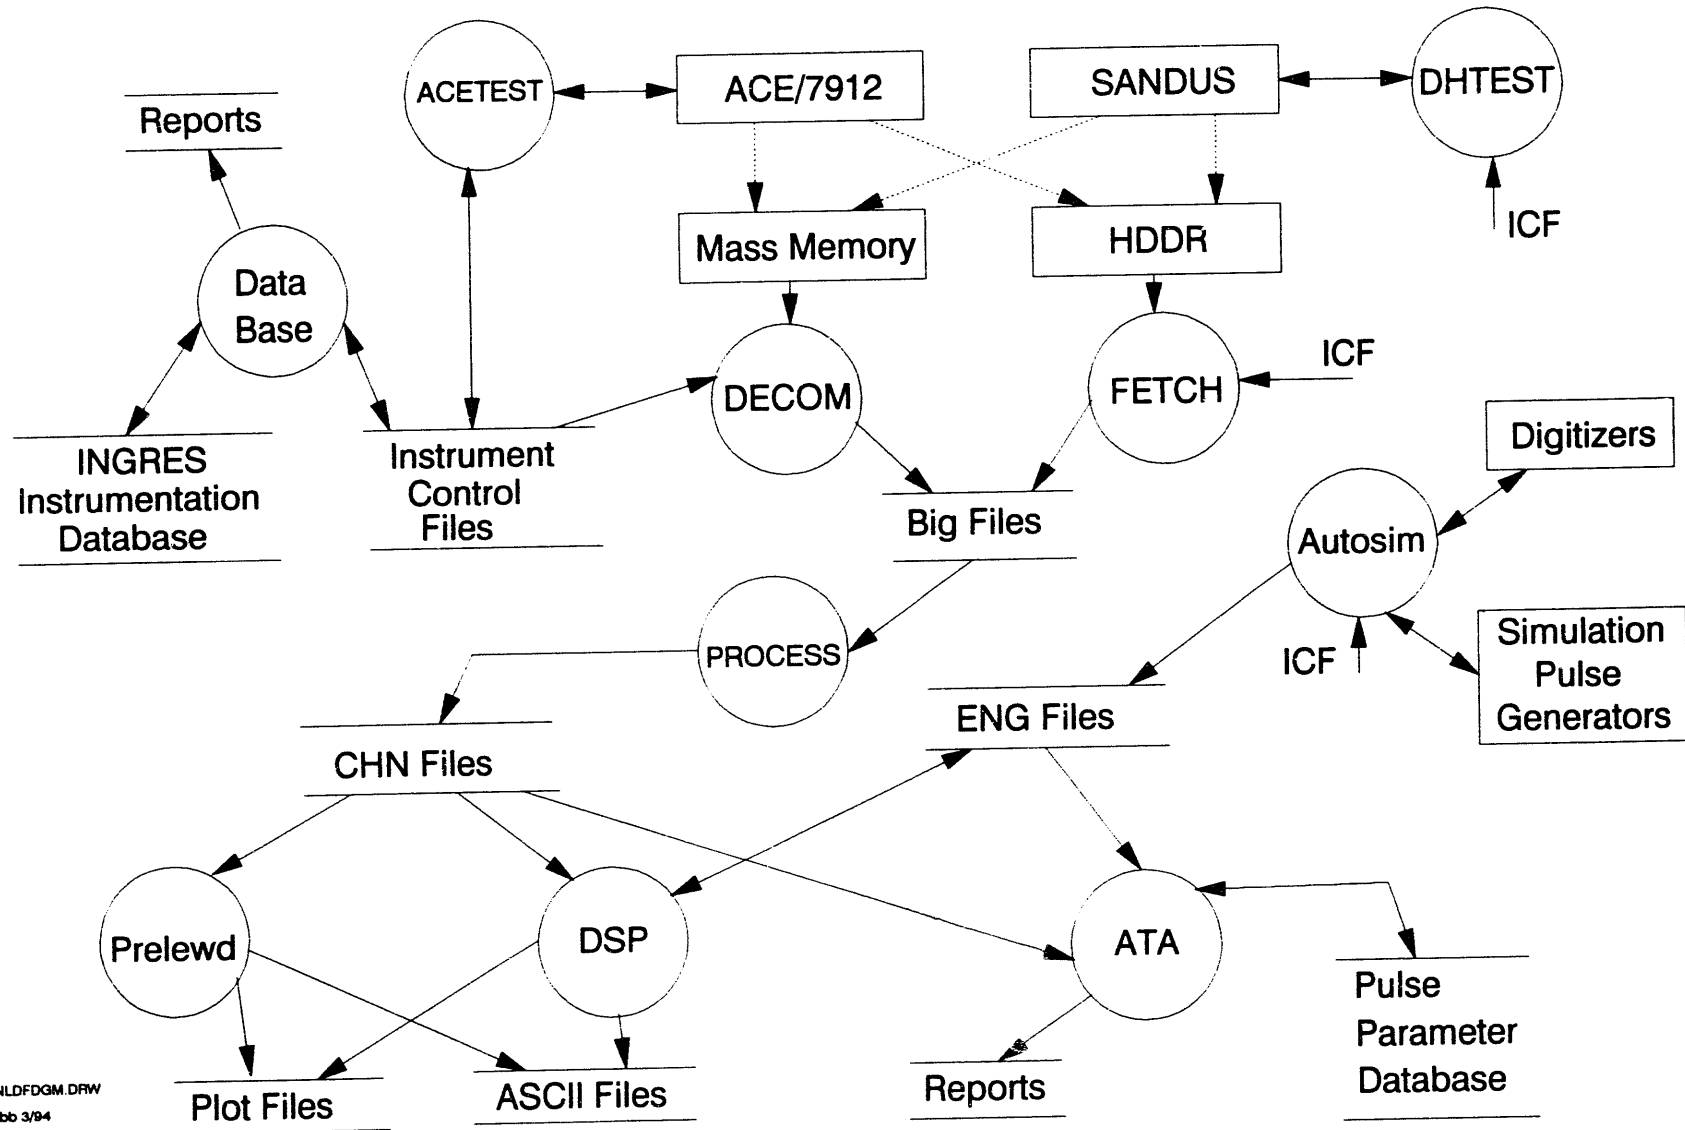 ACETEST
ACE/7912
SANDUS
DHTEST
Reports
ICF
Mass Memory
HDDR
Data
Base
ICF
DECOM
FETCH
Digitizers
INGRES
Instrumentation
Database
Instrument
Control
Files
Big Files
Autosim
PROCESS
ICF
Simulation
Pulse
Generators
ENG Files
CHN Files
Prelewd
DSP
ATA
Pulse
Parameter
Database
Plot Files
ASCII Files
Reports
NLDFDGM.DRW
bb 3/94